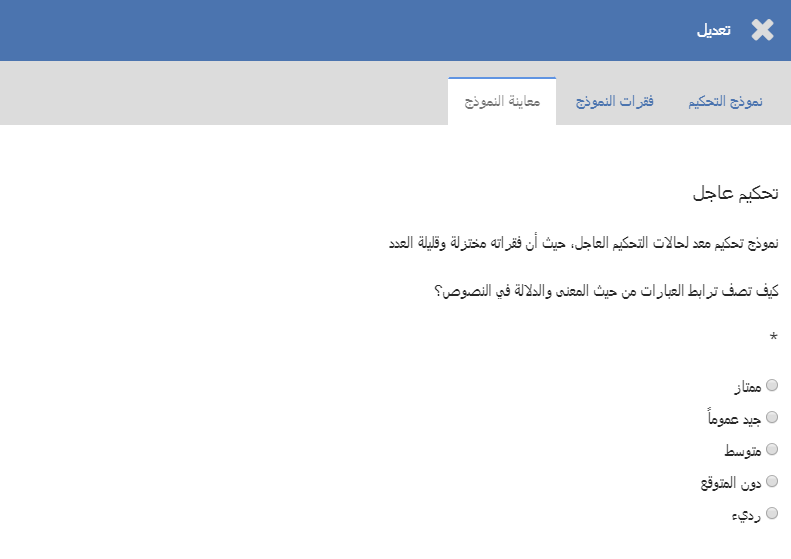 تعديل
نموذج التحكيم
فقرات النموذج
معاينة النموذج
تحكيم عاجل
نموذج تحكيم معد لحالات التحكيم العاجل، حيث أن فقراته مختزلة وقليلة العدد
كيف تصف ترابط العبارات من حيث المعنى والدلالة في النصوص؟
*
ممتاز
جيد عموماً
متوسط
دون المتوقع
رديء